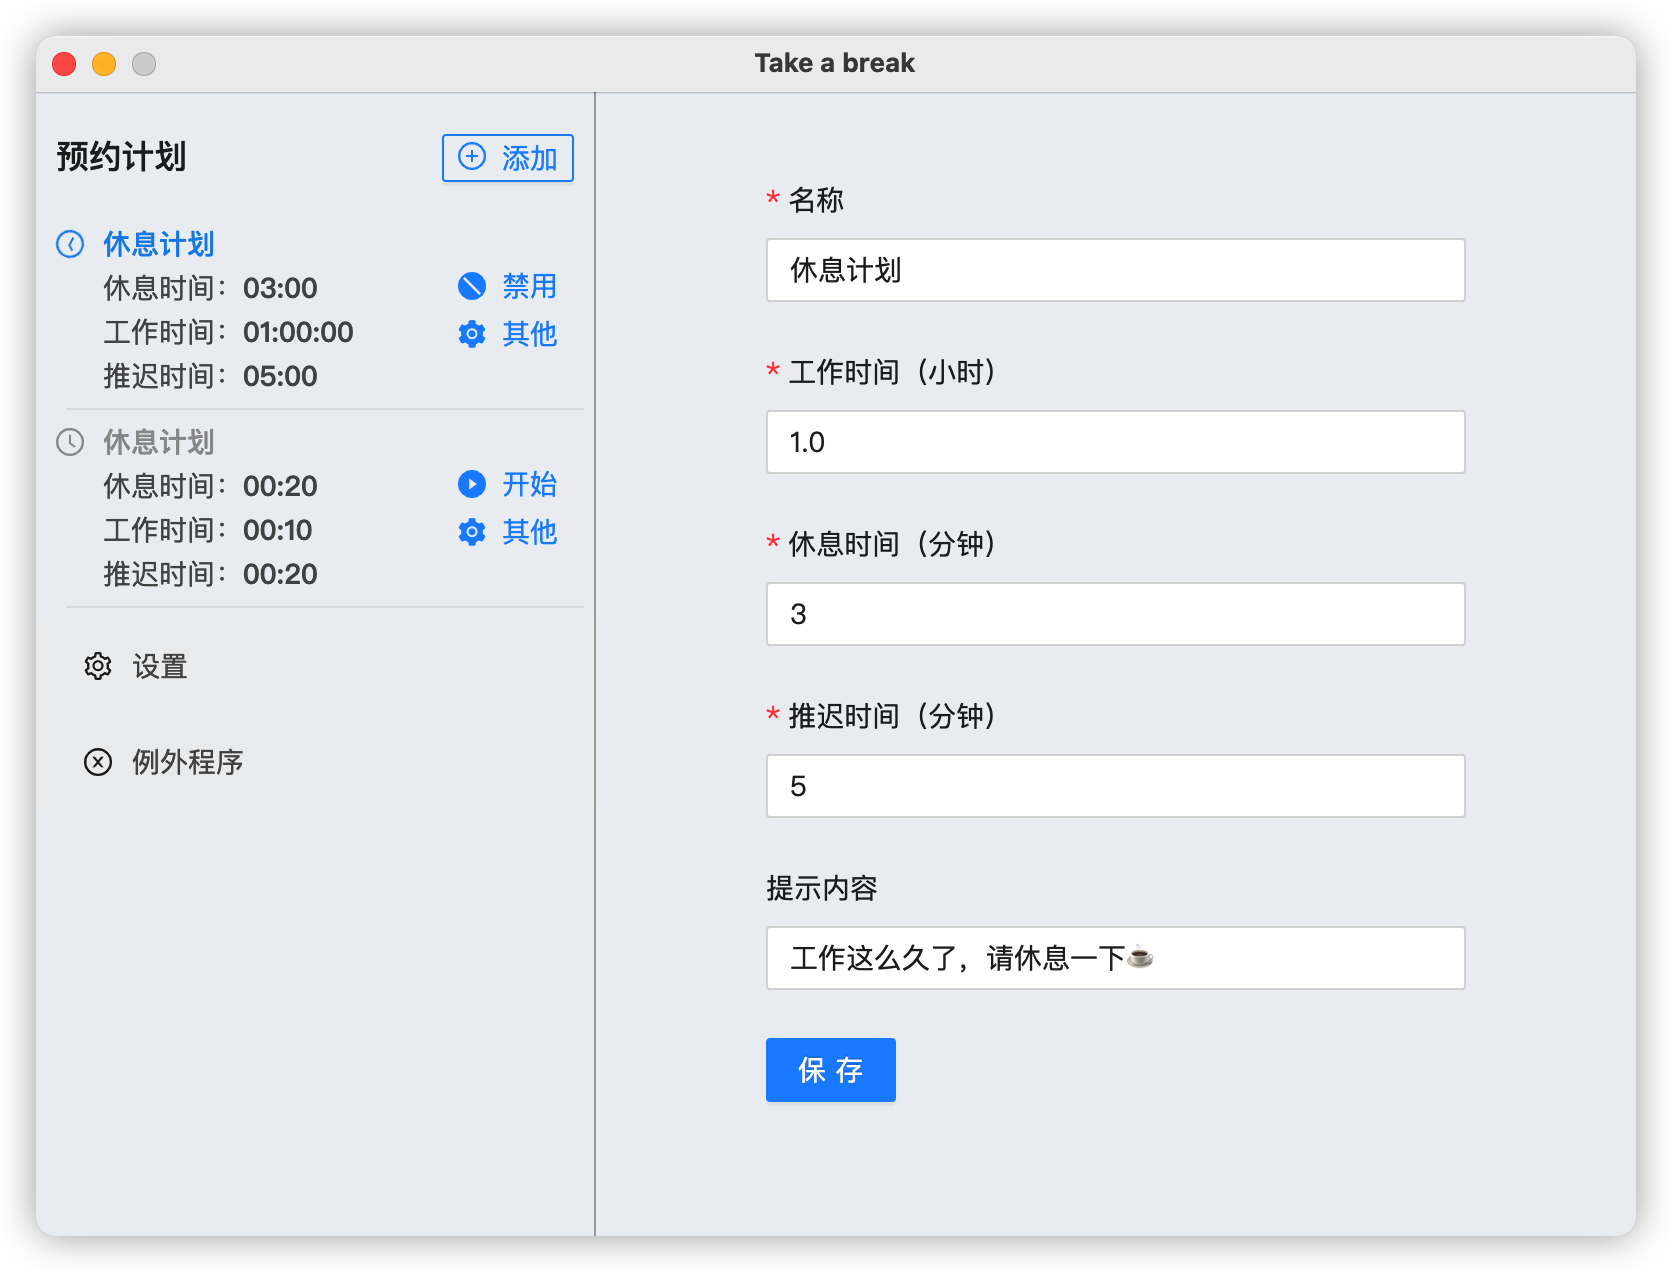 Take a break
预约计划
添加
休息计划
休息时间：03:00
禁用
工作时间：01:00:00
其他
推迟时间：05:00
休息计划
休息时间：00:20
开始
工作时间：00:10
其他
推迟时间：00:20
设置
例外程序
* 名称
休息计划
* 工作时间（小时）
1.0
* 休息时间（分钟）
3
* 推迟时间（分钟）
5
提示内容
工作这么久了，请休息一下☕
保 存